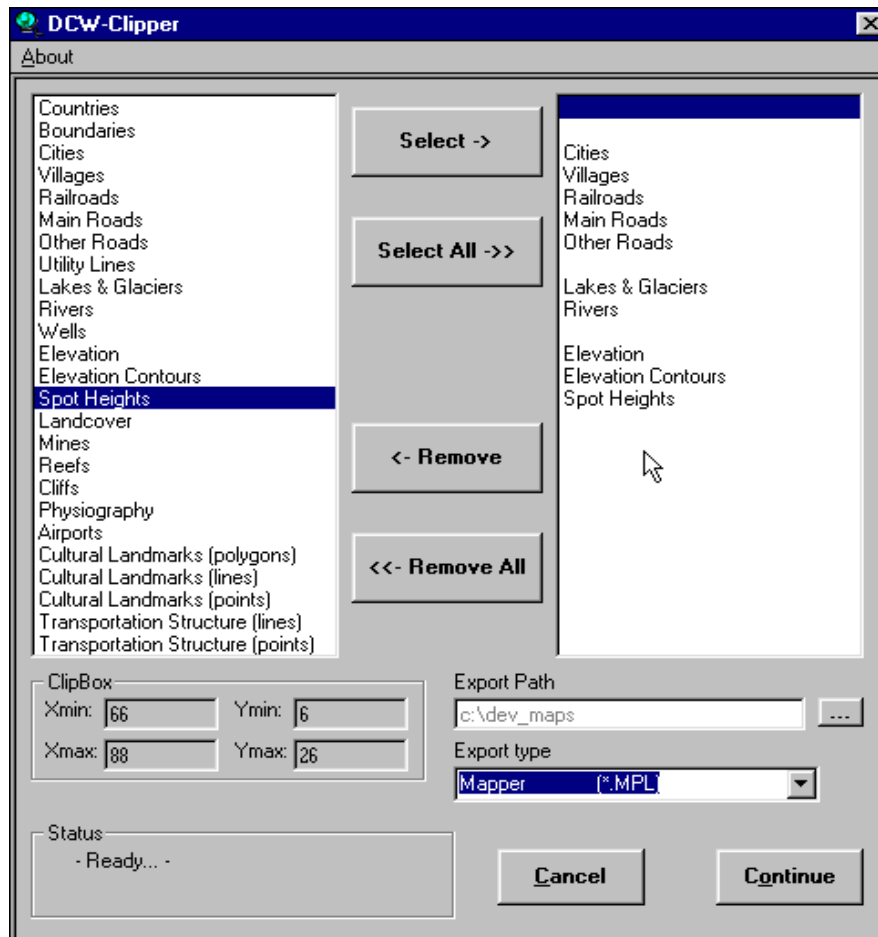 DCW-Clipper
About
Countries
Boundaries
Cities
Villages
Railroads
Main Roads
Other Roads
Utility Lines
Lakes & Glaciers
Rivers
Wells
Elevation
Elevation Contours
Spot Heights
Landcover
Mines
Reefs
Cliffs
Physiography
Airports
Cultural Landmarks (polygons)
Cultural Landmarks (lines)
Cultural Landmarks (points)
Transportation Structure (lines)
Transportation Structure (points)
Select ->
Select All ->>
<- Remove
<<- Remove All
Cities
Villages
Railroads
Main Roads
Other Roads
Lakes & Glaciers
Rivers
Elevation
Elevation Contours
Spot Heights
ClipBox
Xmin: 66 Ymin: 6
Xmax: 88 Ymax: 26
Export Path
c:\dev_maps ...
Export type
Mapper (*.MPL)
Status
- Ready... -
Cancel Continue